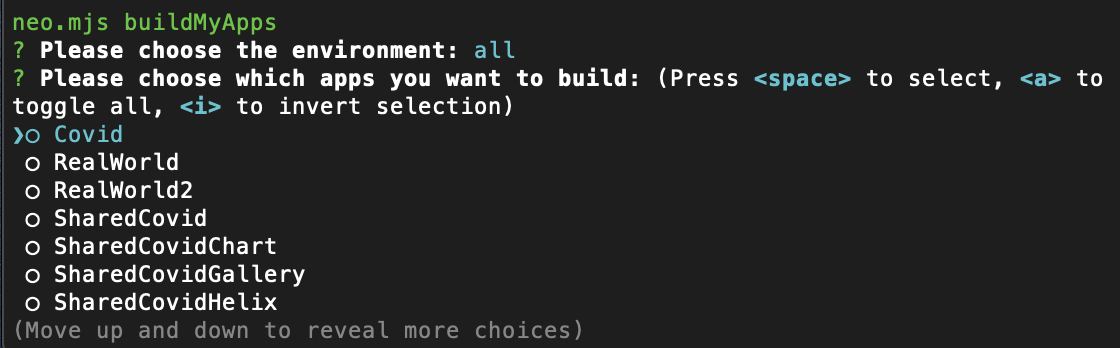 neo.mjs buildMyApps
? Please choose the environment: all
? Please choose which apps you want to build: (Press <space> to select, <a> to
toggle all, <i> to invert selection)
❯○ Covid
○ RealWorld
○ RealWorld2
○ SharedCovid
○ SharedCovidChart
○ SharedCovidGallery
○ SharedCovidHelix
(Move up and down to reveal more choices)